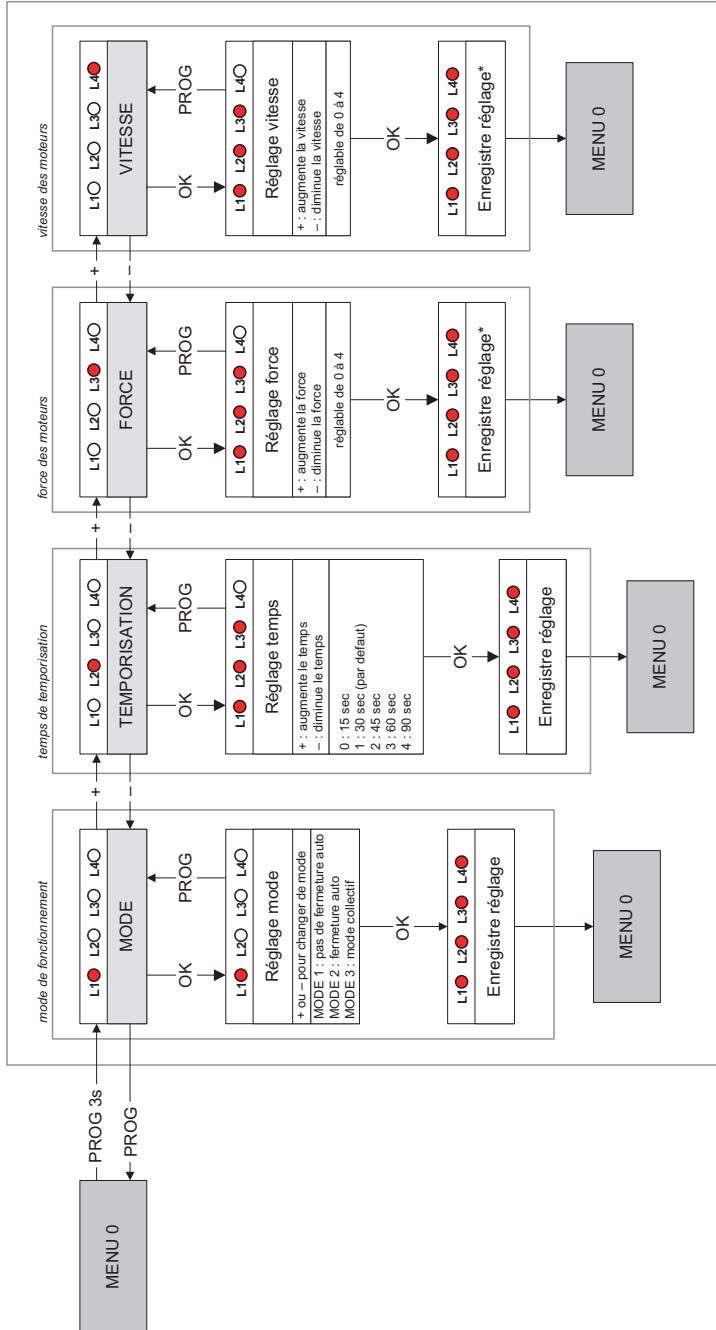 MENU 0
PROG 3s
PROG
mode de fonctionnement
L1 L2 L3 L4
MODE
OK
PROG
L1 L2 L3 L4
Réglage mode
+ ou – pour changer de mode
MODE 1 : pas de fermeture auto
MODE 2 : fermeture auto
MODE 3 : mode collectif
OK
L1 L2 L3 L4
Enregistre réglage
MENU 0
+
–
temps de temporisation
L1 L2 L3 L4
TEMPORISATION
OK
PROG
L1 L2 L3 L4
Réglage temps
+ : augmente le temps
– : diminue le temps
0 : 15 sec
1 : 30 sec (par defaut)
2 : 45 sec
3 : 60 sec
4 : 90 sec
OK
L1 L2 L3 L4
Enregistre réglage
MENU 0
+
–
force des moteurs
L1 L2 L3 L4
FORCE
OK
PROG
L1 L2 L3 L4
Réglage force
+ : augmente la force
– : diminue la force
réglable de 0 à 4
OK
L1 L2 L3 L4
Enregistre réglage*
MENU 0
+
–
vitesse des moteurs
L1 L2 L3 L4
VITESSE
OK
PROG
L1 L2 L3 L4
Réglage vitesse
+ : augmente la vitesse
– : diminue la vitesse
réglable de 0 à 4
OK
L1 L2 L3 L4
Enregistre réglage*
MENU 0